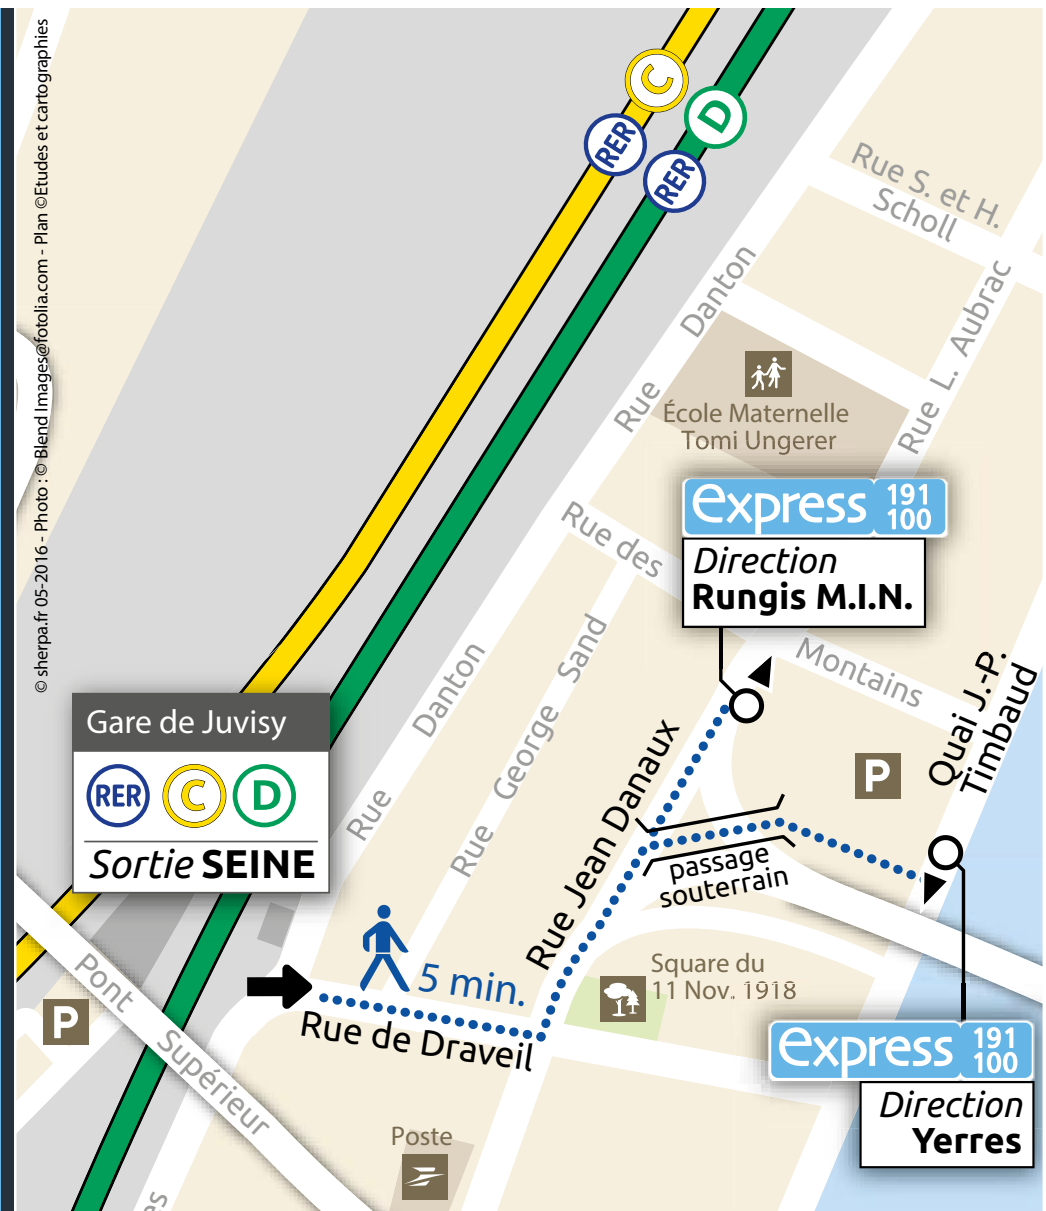 © sherpa.fr 05-2016 - Photo : © Blend Images@fotolia.com - Plan ©Etudes et cartographies
C
D
RER
RER
Rue S. et H.
Scholl
Rue Danton
Rue L. Aubrac
École Maternelle
Tomi Ungerer
express 191
100
Direction
Rungis M.I.N.
Rue des
Montains
Rue George Sand
Rue Danton
Quai J.-P.
Timbaud
Gare de Juvisy
RER C D
Sortie SEINE
P
Rue Jean Danaux
passage
souterrain
5 min.
Rue de Draveil
Square du
11 Nov. 1918
Pont Supérieur
P
express 191
100
Direction
Yerres
Poste
es